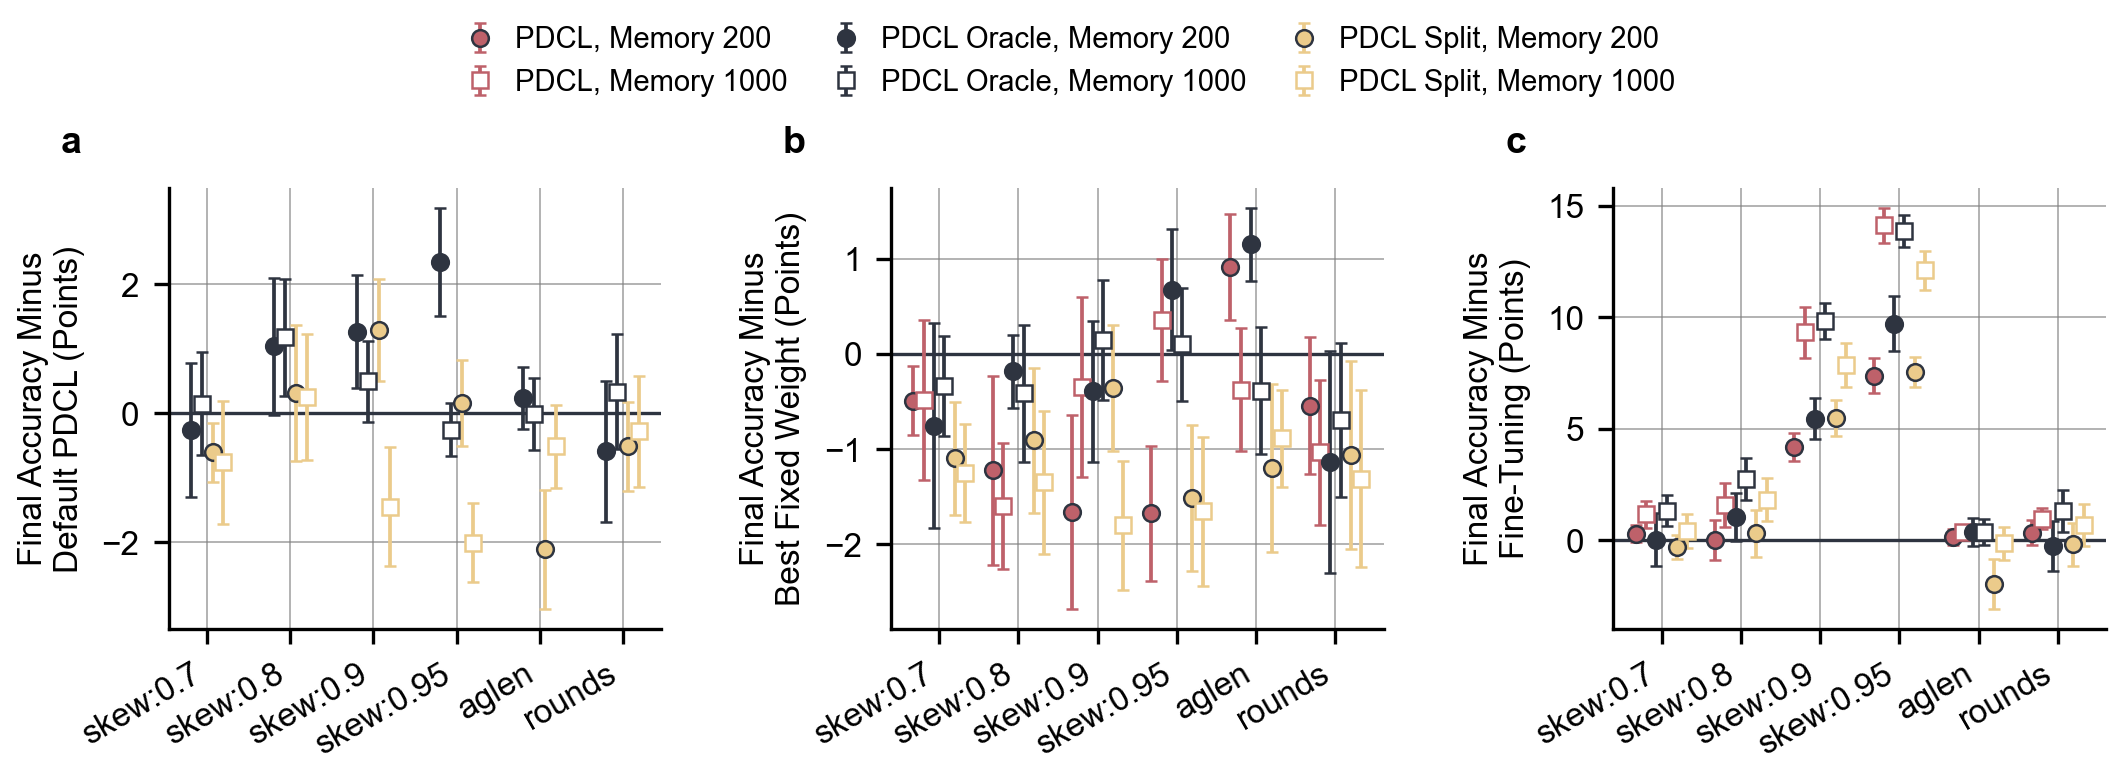 PDCL, Memory 200
PDCL Oracle, Memory 200
PDCL Split, Memory 200
PDCL, Memory 1000
PDCL Oracle, Memory 1000
PDCL Split, Memory 1000
a
Final Accuracy Minus
Default PDCL (Points)
2
0
−2
skew:0.7
skew:0.8
skew:0.9
skew:0.95
aglen
rounds
b
Final Accuracy Minus
Best Fixed Weight (Points)
1
0
−1
−2
skew:0.7
skew:0.8
skew:0.9
skew:0.95
aglen
rounds
c
Final Accuracy Minus
Fine-Tuning (Points)
15
10
5
0
skew:0.7
skew:0.8
skew:0.9
skew:0.95
aglen
rounds